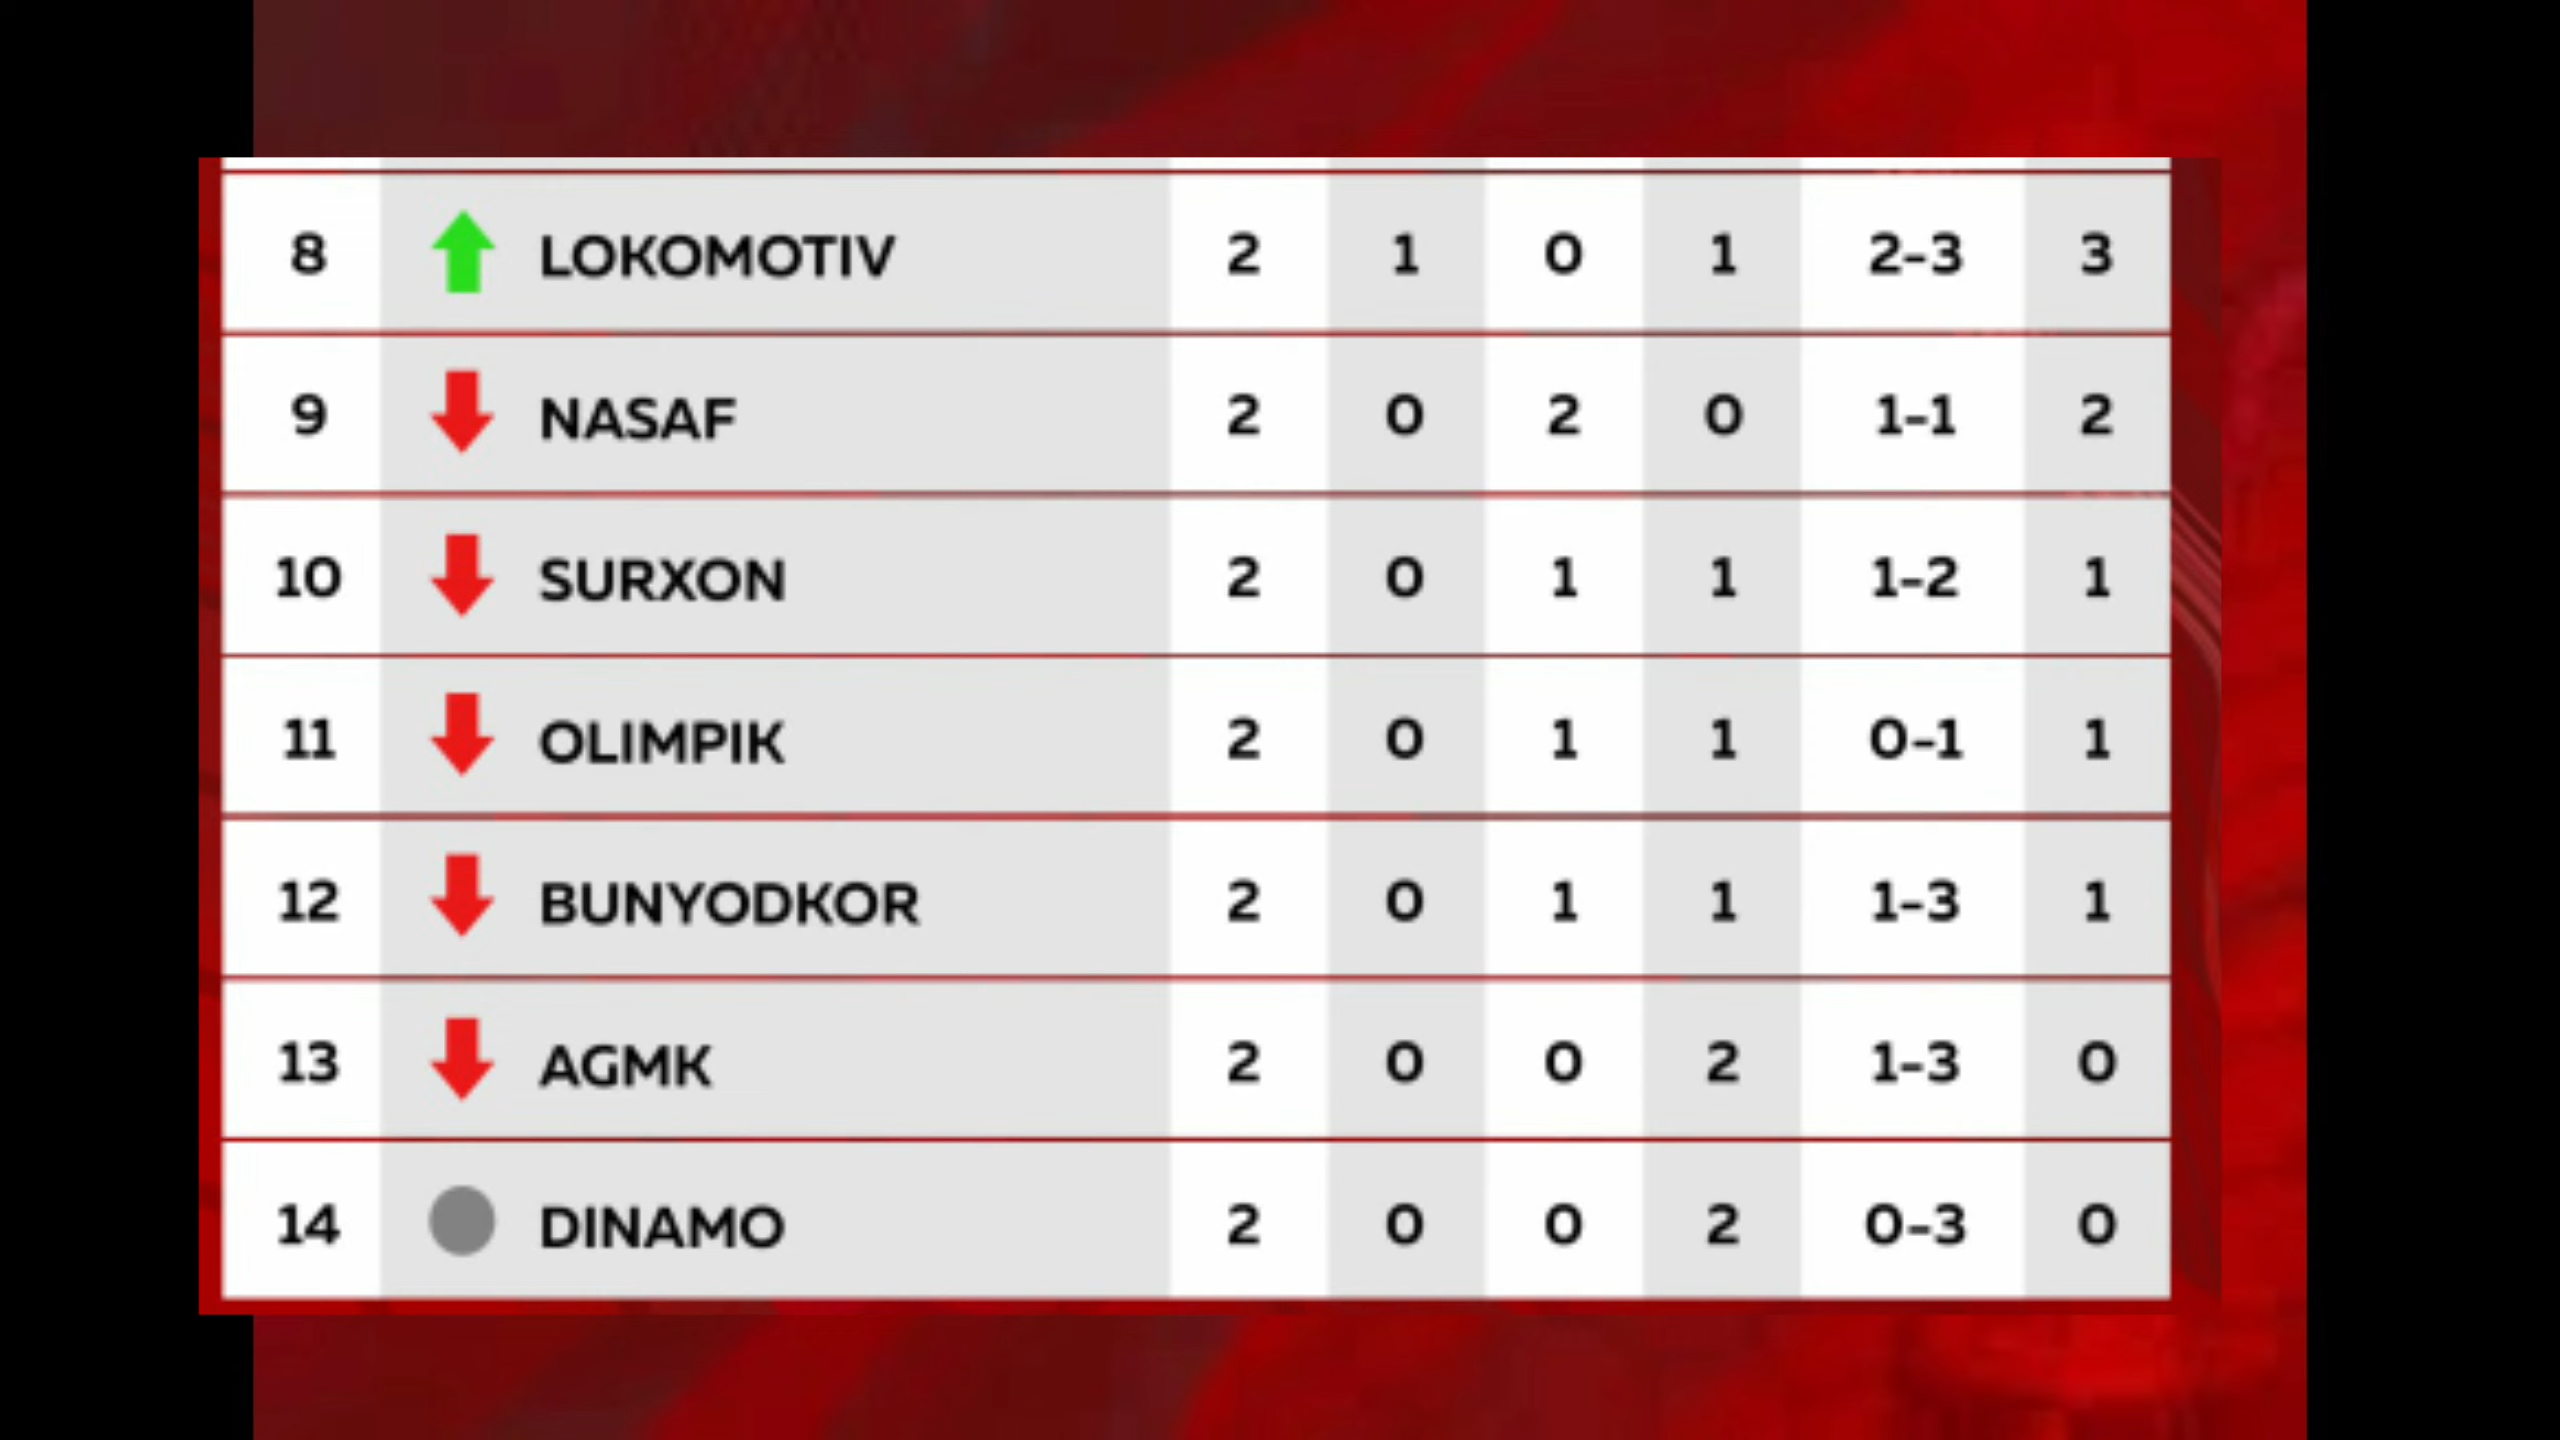 8 LOKOMOTIV 2 1 0 1 2-3 3
9 NASAF 2 0 2 0 1-1 2
10 SURXON 2 0 1 1 1-2 1
11 OLIMPIK 2 0 1 1 0-1 1
12 BUNYODKOR 2 0 1 1 1-3 1
13 AGMK 2 0 0 2 1-3 0
14 DINAMO 2 0 0 2 0-3 0